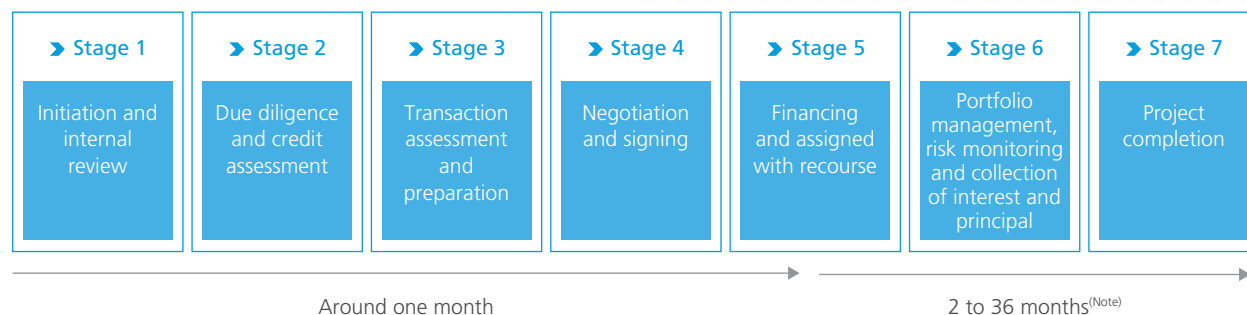 Stage 1
Initiation and
internal
review
Stage 2
Due diligence
and credit
assessment
Stage 3
Transaction
assessment
and
preparation
Stage 4
Negotiation
and signing
Stage 5
Financing
and assigned
with recourse
Stage 6
Portfolio
management,
risk monitoring
and collection
of interest and
principal
Stage 7
Project
completion
Around one month
2 to 36 months(Note)